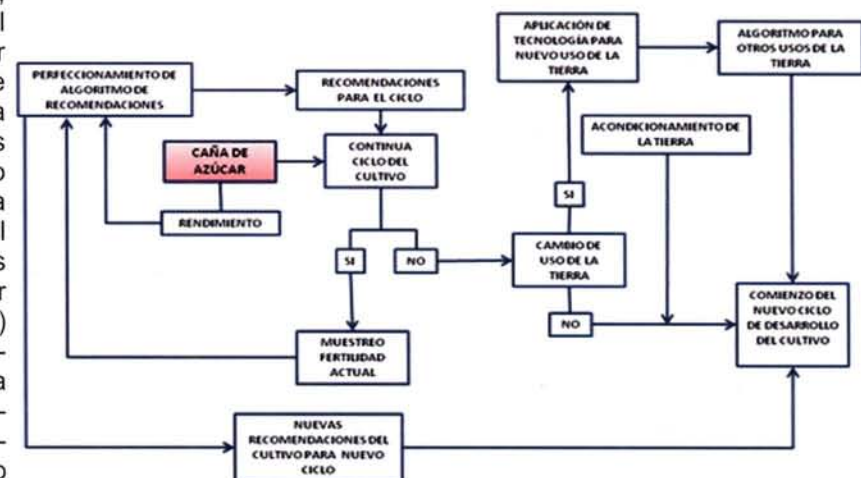 APLICACIÓN DE
TECNOLOGÍA PARA
NUEVO USO DE LA
TIERRA
ALGORITMO PARA
OTROS USOS DE LA
TIERRA
PERFECCIONAMIENTO DE
ALGORITMO DE
RECOMENDACIONES
RECOMENDACIONES
PARA EL CICLO
ACONDICIONAMIENTO DE
LA TIERRA
CAÑA DE
AZÚCAR
CONTINUA
CICLO DEL
CULTIVO
SI
RENDIMIENTO
SI
NO
CAMBIO DE
USO DE LA
TIERRA
NO
COMIENZO DEL
NUEVO CICLO
DE DESARROLLO
DEL CULTIVO
MUESTREO
FERTILIDAD
ACTUAL
NUEVAS
RECOMENDACIONES DEL
CULTIVO PARA NUEVO
CICLO